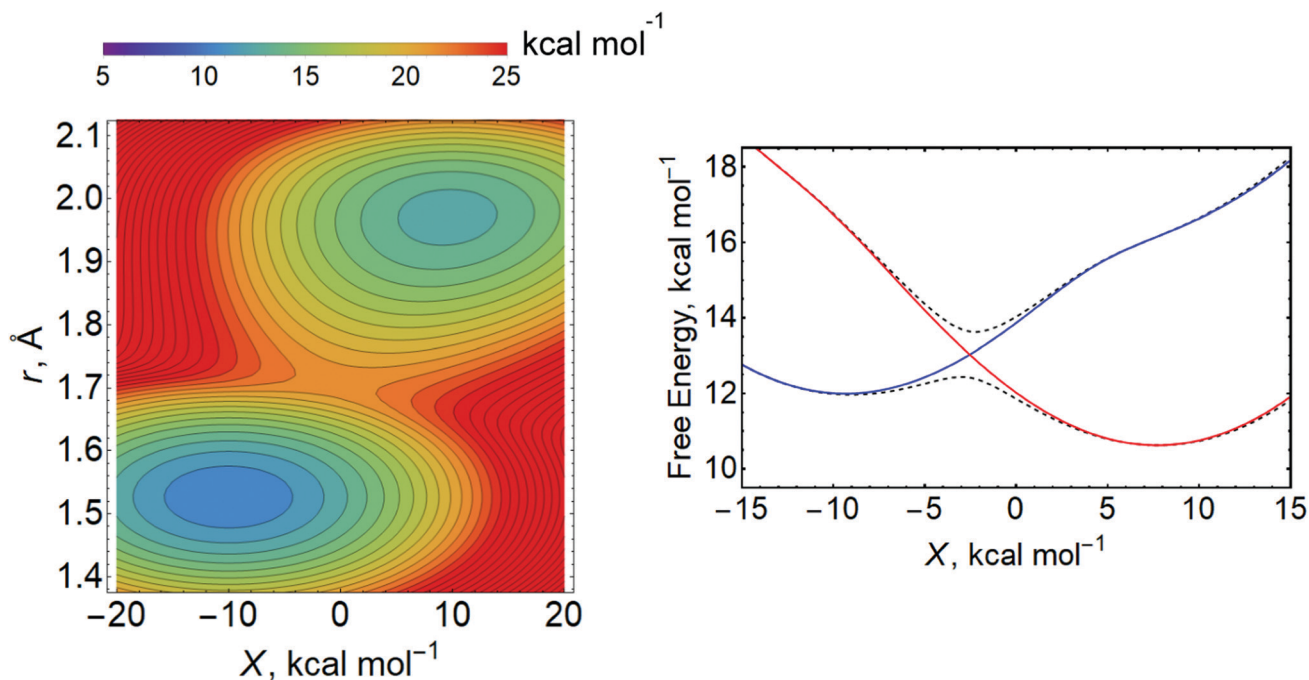 kcal mol⁻¹
5 10 15 20 25
2.1
2.0
1.9
1.8
1.7
1.6
1.5
1.4
r, Å
−20 −10 0 10 20
X, kcal mol⁻¹
18
16
14
12
10
Free Energy, kcal mol⁻¹
−15 −10 −5 0 5 10 15
X, kcal mol⁻¹